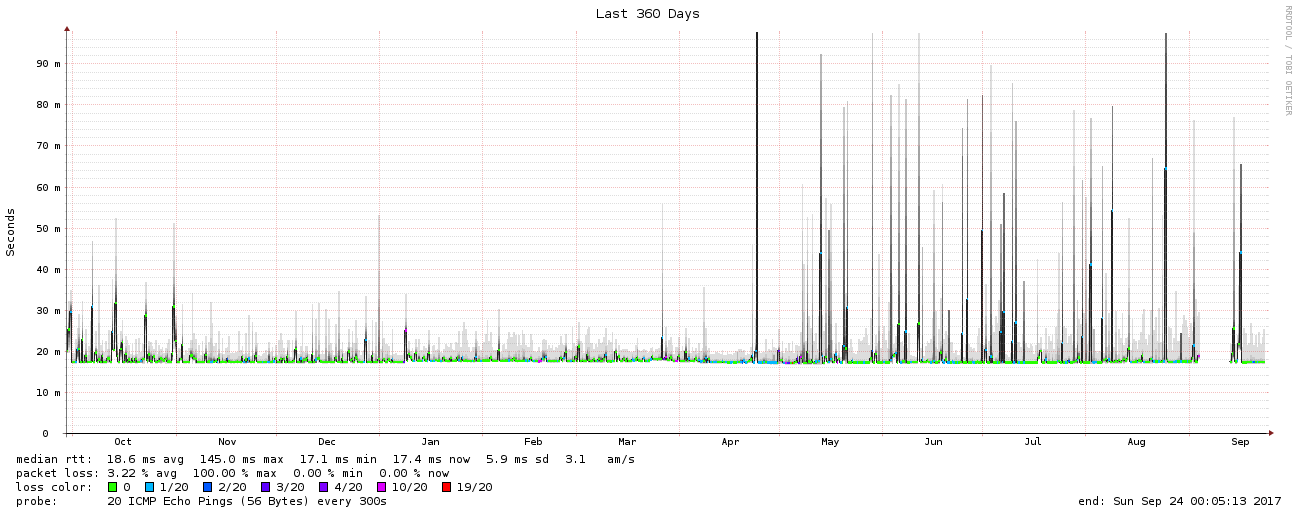 Last 360 Days
RRDTOOL / TOBI OETIKER
Seconds
90 m
80 m
70 m
60 m
50 m
40 m
30 m
20 m
10 m
0
Oct Nov Dec Jan Feb Mar Apr May Jun Jul Aug Sep
median rtt: 18.6 ms avg 145.0 ms max 17.1 ms min 17.4 ms now 5.9 ms sd 3.1 am/s
packet loss: 3.22 % avg 100.00 % max 0.00 % min 0.00 % now
loss color: 0 1/20 2/20 3/20 4/20 10/20 19/20
probe: 20 ICMP Echo Pings (56 Bytes) every 300s end: Sun Sep 24 00:05:13 2017